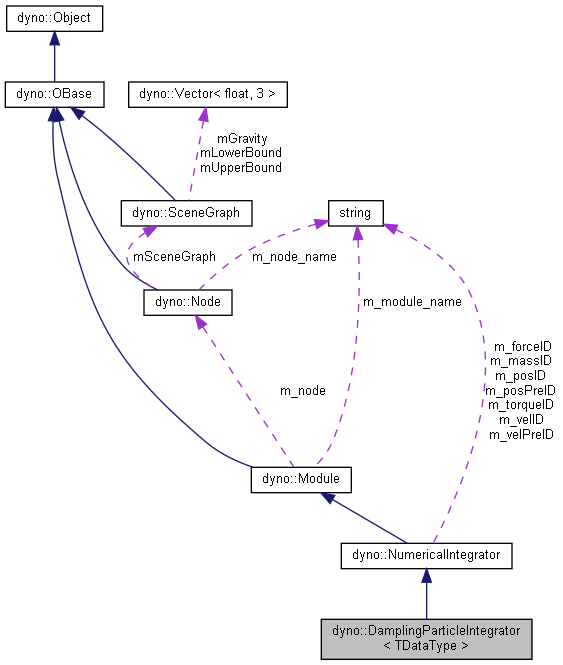 dyno::Object
dyno::OBase
dyno::Vector< float, 3 >
mGravity
mLowerBound
mUpperBound
dyno::SceneGraph
string
mSceneGraph
m_node_name
dyno::Node
m_module_name
m_forceID
m_massID
m_posID
m_posPreID
m_torqueID
m_velID
m_velPreID
m_node
dyno::Module
dyno::NumericalIntegrator
dyno::DamplingParticleIntegrator
< TDataType >